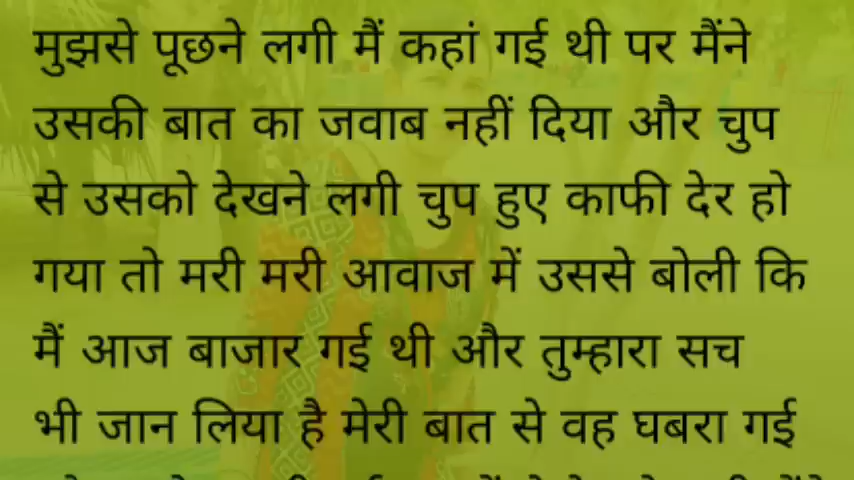 मुझसे पूछने लगी मैं कहां गई थी पर मैंने
उसकी बात का जवाब नहीं दिया और चुप
से उसको देखने लगी चुप हुए काफी देर हो
गया तो मरी मरी आवाज में उससे बोली कि
मैं आज बाजार गई थी और तुम्हारा सच
भी जान लिया है मेरी बात से वह घबरा गई